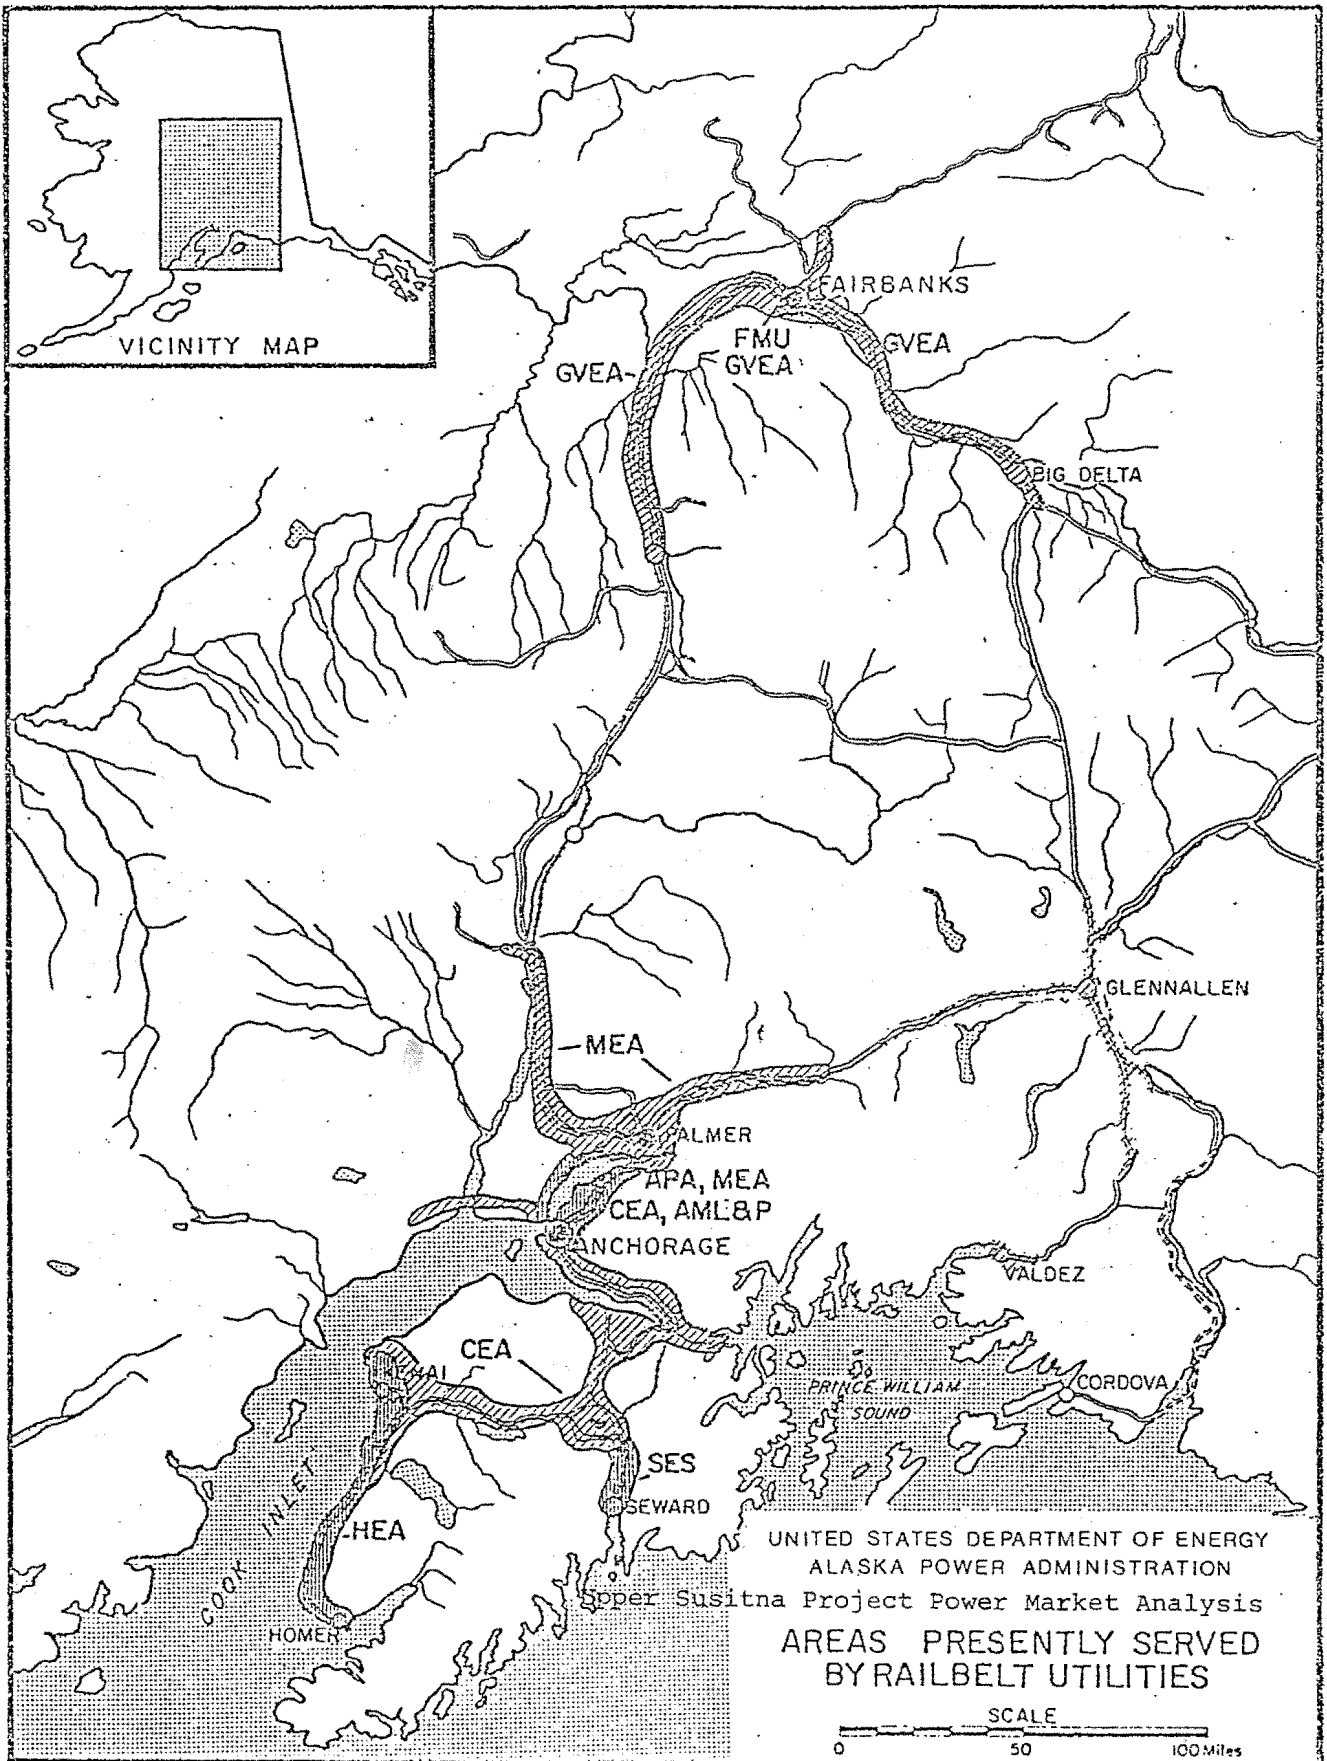 VICINITY MAP
FAIRBANKS
FMU
GVEA
GVEA
GVEA
BIG DELTA
GLENNALLEN
MEA
PALMER
APA, MEA
CEA, AML&P
ANCHORAGE
VALDEZ
CEA
PRINCE WILLIAM
SOUND
CORDOVA
SES
SEWARD
COOK INLET
HEA
HOMER
UNITED STATES DEPARTMENT OF ENERGY
ALASKA POWER ADMINISTRATION
Upper Susitna Project Power Market Analysis
AREAS PRESENTLY SERVED
BY RAILBELT UTILITIES
SCALE
0 50 100 Miles